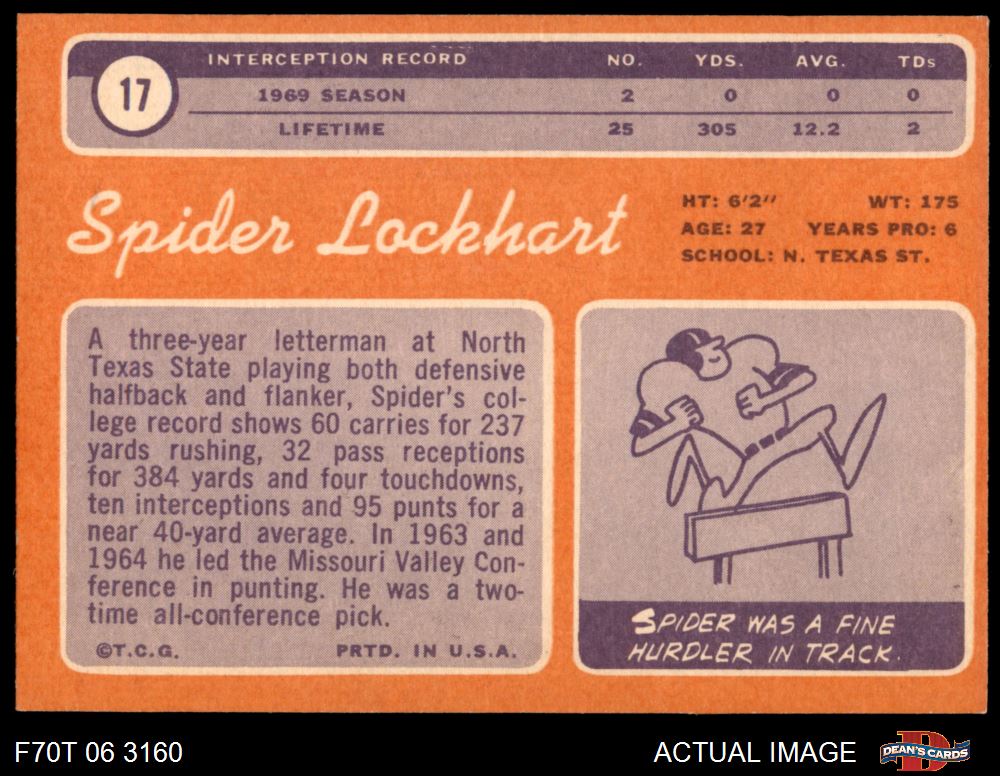 17
INTERCEPTION RECORD NO. YDS. AVG. TDs
1969 SEASON 2 0 0 0
LIFETIME 25 305 12.2 2
Spider Lockhart
HT: 6'2" WT: 175
AGE: 27 YEARS PRO: 6
SCHOOL: N. TEXAS ST.
A three-year letterman at North
Texas State playing both defensive
halfback and flanker, Spider's col-
lege record shows 60 carries for 237
yards rushing, 32 pass receptions
for 384 yards and four touchdowns,
ten interceptions and 95 punts for a
near 40-yard average. In 1963 and
1964 he led the Missouri Valley Con-
ference in punting. He was a two-
time all-conference pick.
©T.C.G. PRTD. IN U.S.A.
SPIDER WAS A FINE
HURDLER IN TRACK.
F70T 06 3160 ACTUAL IMAGE D DEAN'S CARDS